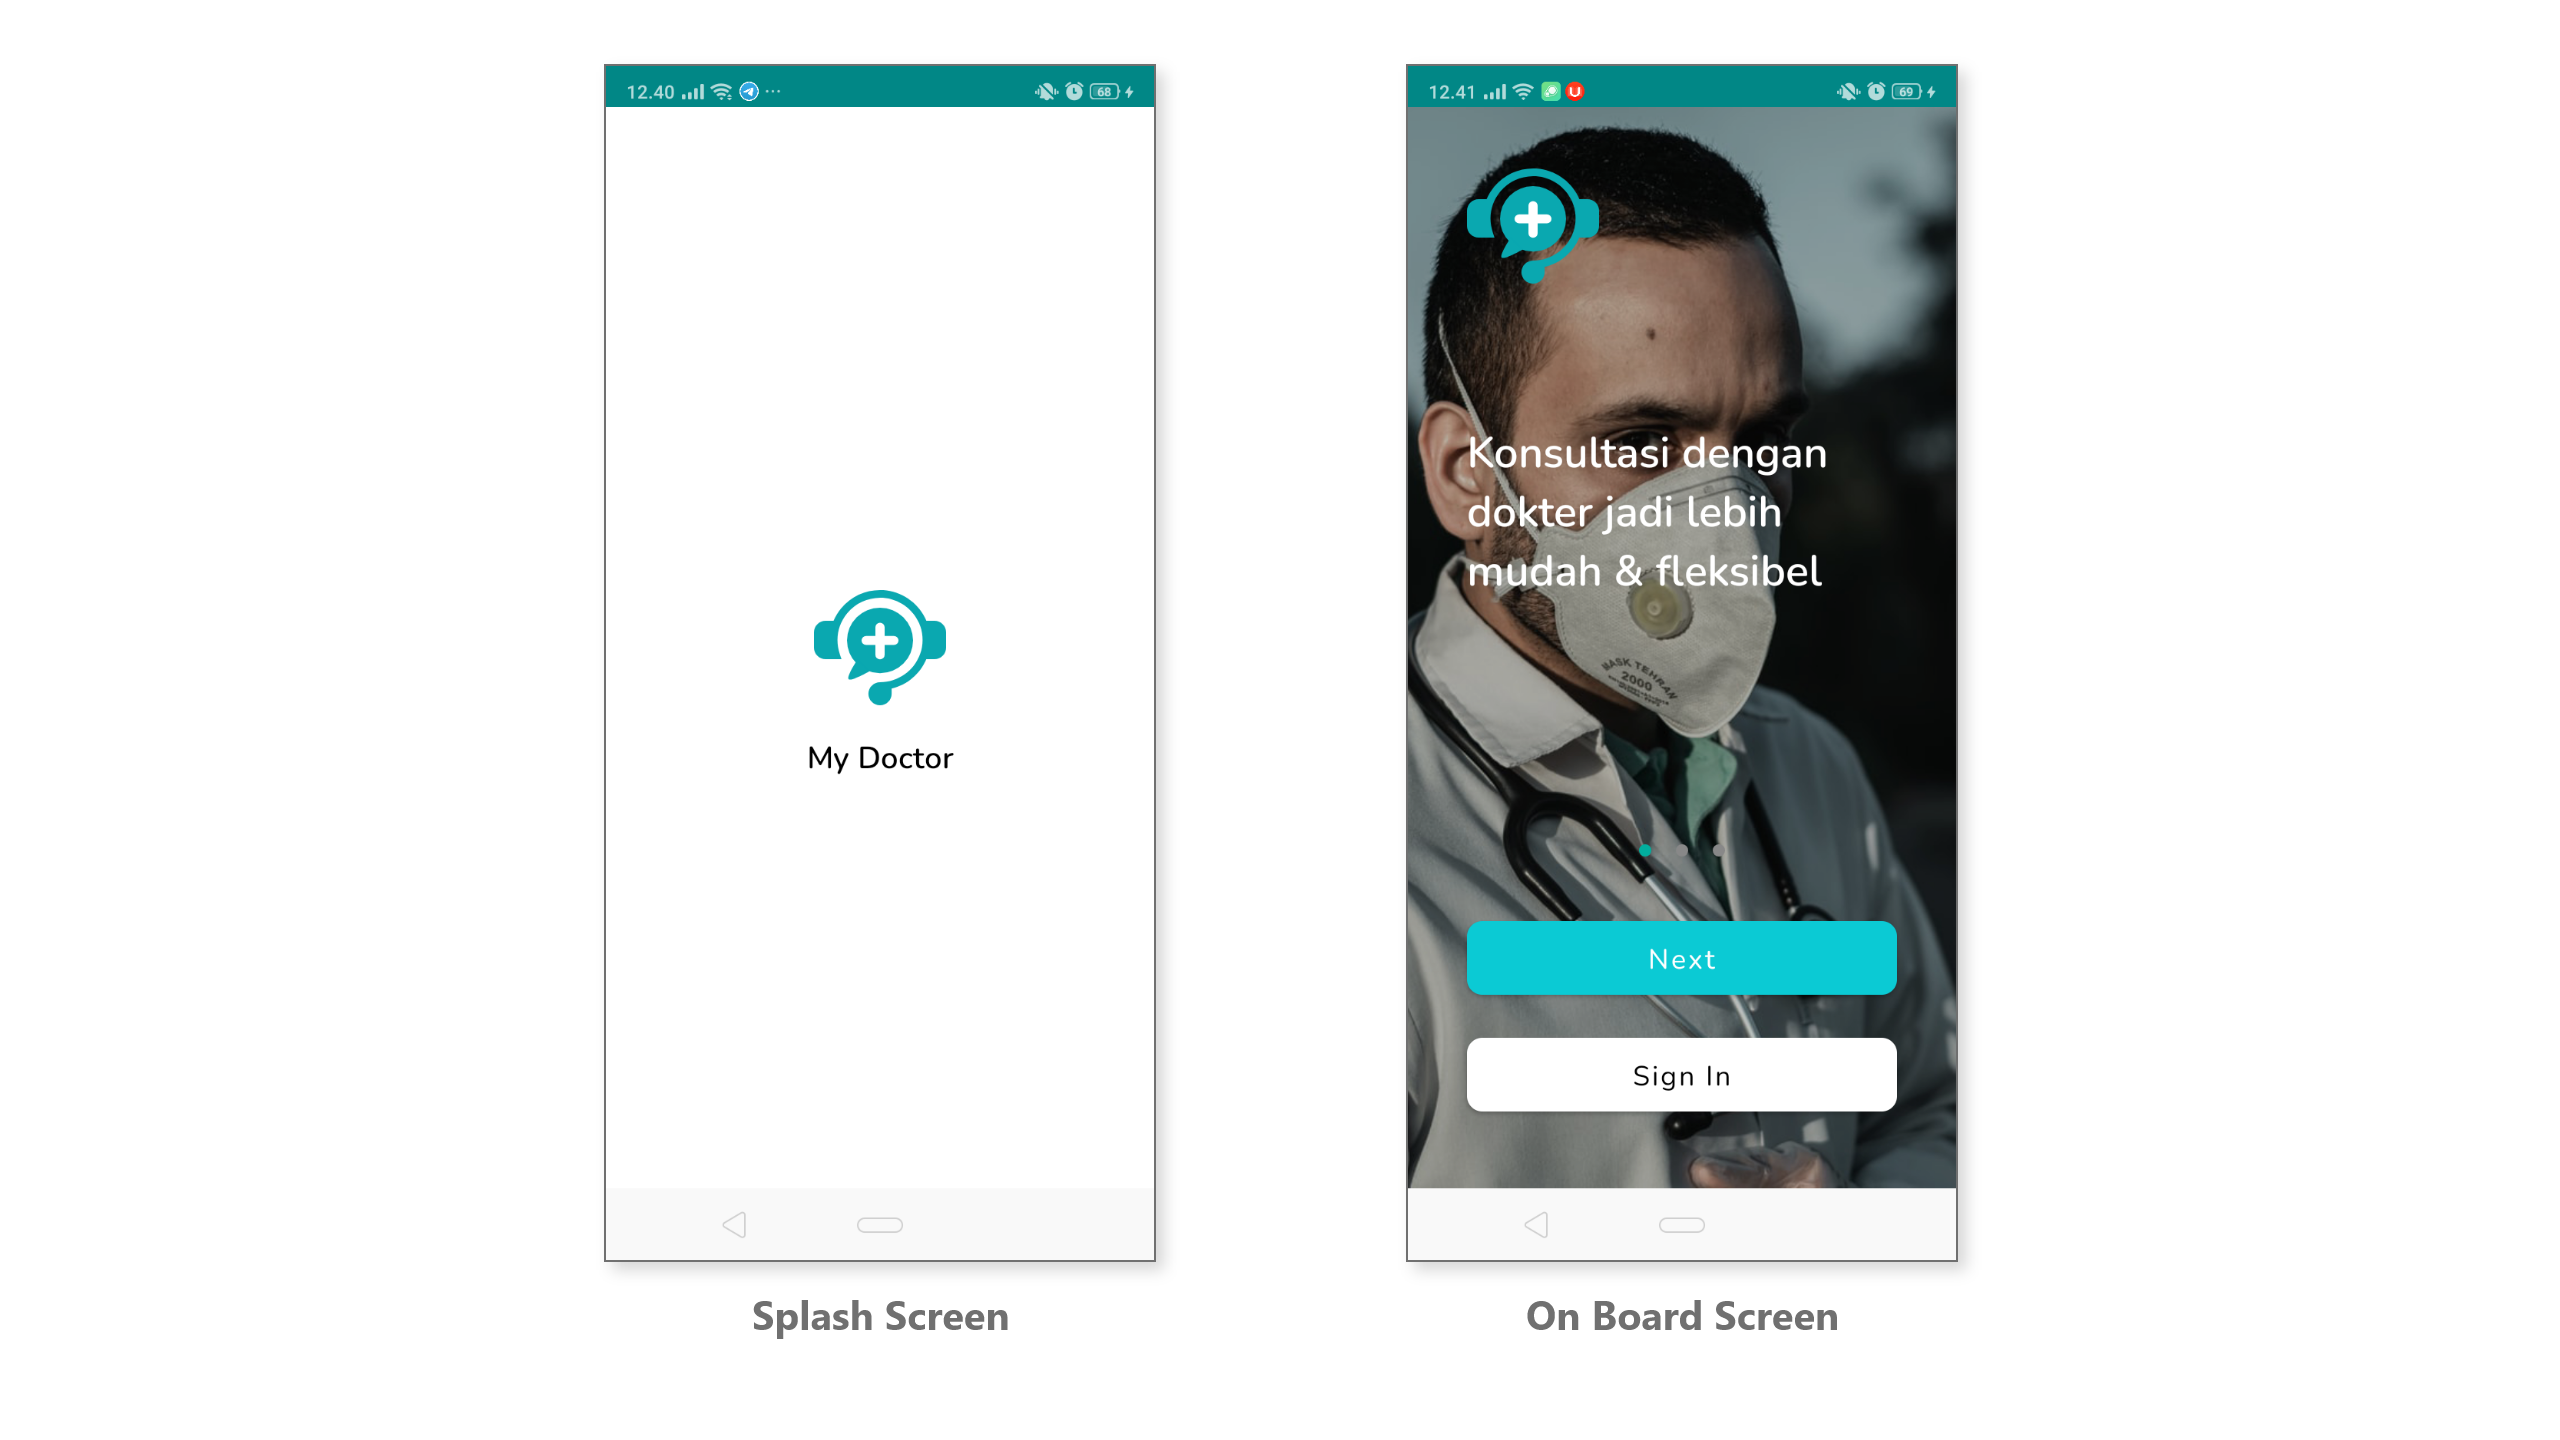 12.40
68
My Doctor
Splash Screen
12.41
U
69
Konsultasi dengan
dokter jadi lebih
mudah & fleksibel
MASK TEHRAN
2000
Next
Sign In
On Board Screen